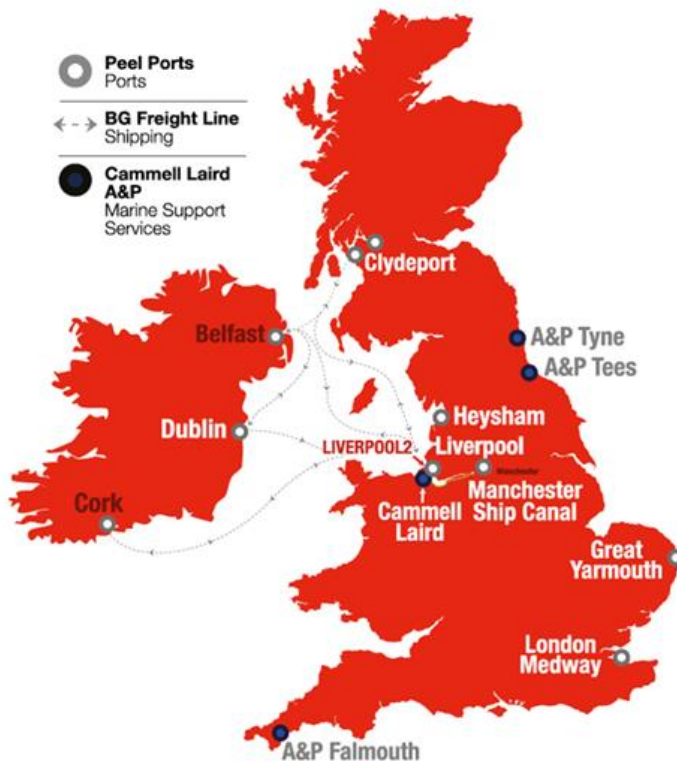 Peel Ports
Ports
BG Freight Line
Shipping
Cammell Laird
A&P
Marine Support
Services
Clydeport
Belfast
A&P Tyne
A&P Tees
Dublin
Heysham
LIVERPOOL2
Liverpool
Manchester
Cork
Cammell
Laird
Manchester
Ship Canal
Great
Yarmouth
London
Medway
A&P Falmouth